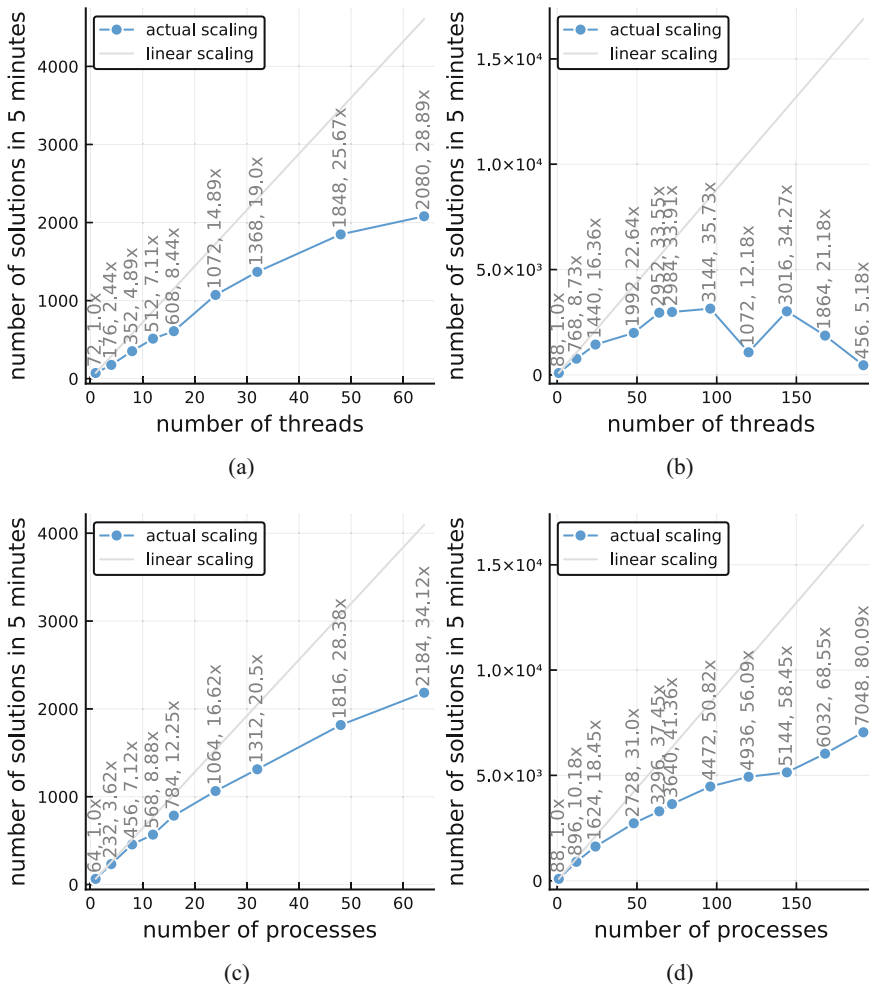 actual scaling
linear scaling
number of solutions in 5 minutes
4000
3000
2000
1000
0
72, 1.0x
176, 2.44x
352, 4.89x
512, 7.11x
608, 8.44x
1072, 14.89x
1368, 19.0x
1848, 25.67x
2080, 28.89x
0 10 20 30 40 50 60
number of threads
(a)
actual scaling
linear scaling
number of solutions in 5 minutes
1.5×10⁴
1.0×10⁴
5.0×10³
0
88, 1.0x
768, 8.73x
1440, 16.36x
1992, 22.64x
2952, 33.55x
2984, 33.91x
3144, 35.73x
1072, 12.18x
3016, 34.27x
1864, 21.18x
456, 5.18x
0 50 100 150
number of threads
(b)
actual scaling
linear scaling
number of solutions in 5 minutes
4000
3000
2000
1000
0
64, 1.0x
232, 3.62x
456, 7.12x
568, 8.88x
784, 12.25x
1064, 16.62x
1312, 20.5x
1816, 28.38x
2184, 34.12x
0 10 20 30 40 50 60
number of processes
(c)
actual scaling
linear scaling
number of solutions in 5 minutes
1.5×10⁴
1.0×10⁴
5.0×10³
0
88, 1.0x
896, 10.18x
1624, 18.45x
2728, 31.0x
3296, 37.45x
3640, 41.36x
4472, 50.82x
4936, 56.09x
5144, 58.45x
6032, 68.55x
7048, 80.09x
0 50 100 150
number of processes
(d)